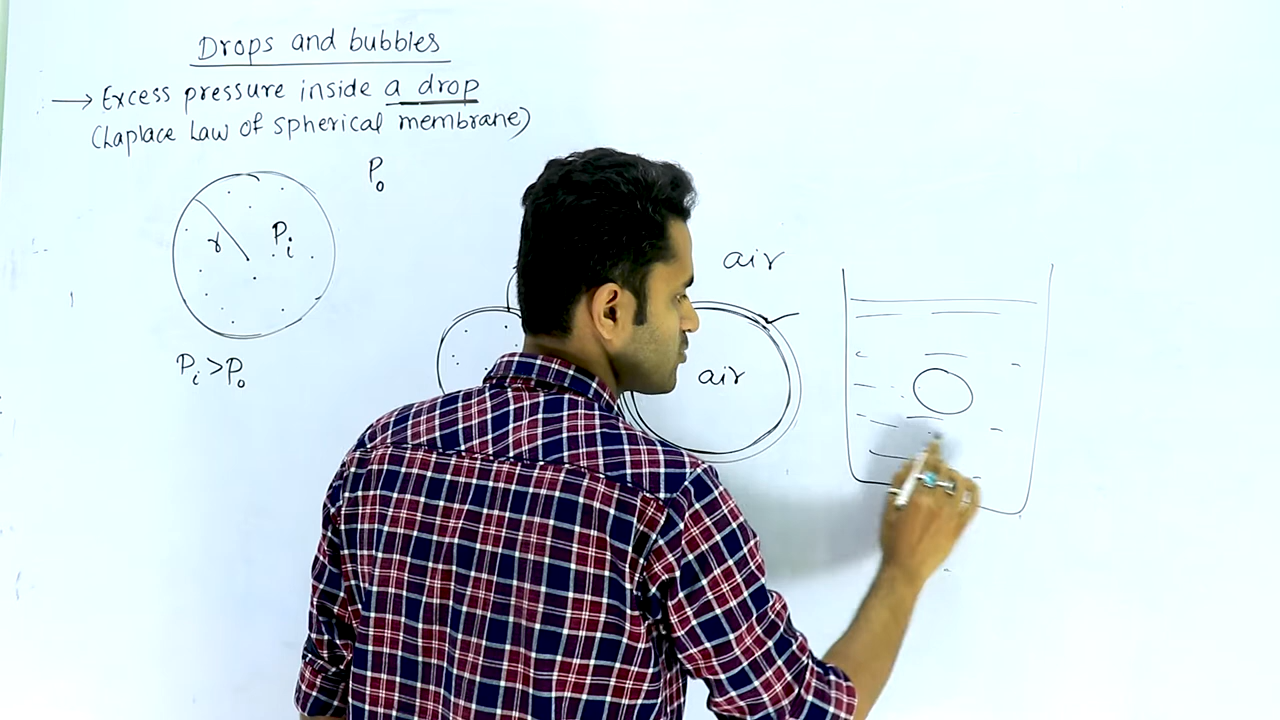 Drops and bubbles
→ Excess pressure inside a drop
(Laplace Law of spherical membrane)
P₀
r
Pᵢ
Pᵢ > P₀
air
air